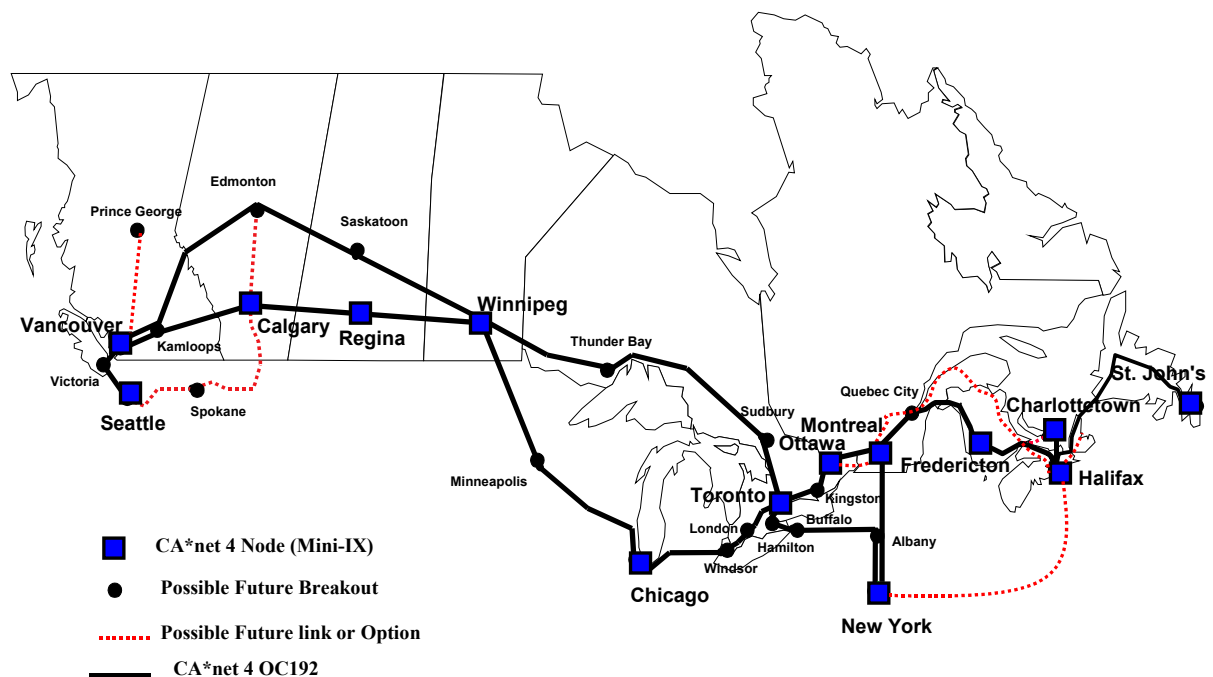 Edmonton
Prince George
Saskatoon
Winnipeg
Vancouver
Calgary
Regina
Kamloops
Thunder Bay
Victoria
St. John's
Spokane
Quebec City
Seattle
Sudbury
Charlottetown
Montreal
Ottawa
Fredericton
Minneapolis
Halifax
Toronto
Kingston
London
Buffalo
Hamilton
Albany
Windsor
CA*net 4 Node (Mini-IX)
Possible Future Breakout
Chicago
New York
Possible Future link or Option
CA*net 4 OC192